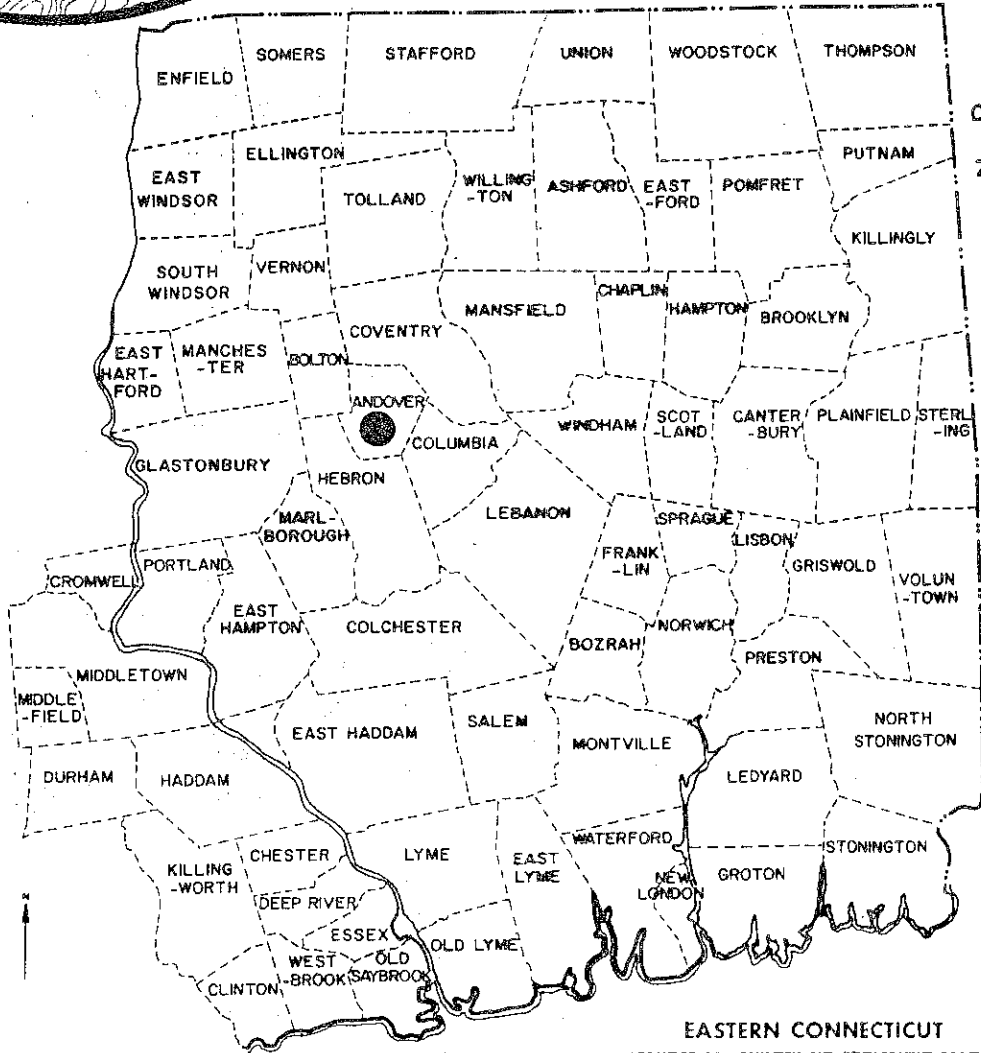 SOMERS
STAFFORD
UNION
WOODSTOCK
THOMPSON
ENFIELD
ELLINGTON
PUTNAM
EAST
WINDSOR
TOLLAND
WILLING
-TON
ASHFORD
EAST
-FORD
POMFRET
KILLINGLY
SOUTH
WINDSOR
VERNON
COVENTRY
MANSFIELD
CHAPLIN
HAMPTON
BROOKLYN
EAST
HART-
FORD
MANCHES
-TER
BOLTON
ANDOVER
COLUMBIA
WINDHAM
SCOT
-LAND
CANTER
-BURY
PLAINFIELD
STERL
-ING
GLASTONBURY
HEBRON
MARL-
BOROUGH
LEBANON
SPRAGUE
LISBON
FRANK
-LIN
GRISWOLD
VOLUN
-TOWN
CROMWELL
PORTLAND
EAST
HAMPTON
COLCHESTER
BOZRAH
NORWICH
PRESTON
MIDDLETOWN
MIDDLE
-FIELD
EAST HADDAM
SALEM
MONTVILLE
NORTH
STONINGTON
DURHAM
HADDAM
LEDYARD
KILLING
-WORTH
CHESTER
LYME
EAST
LYME
WATERFORD
NEW
LONDON
GROTON
STONINGTON
DEEP RIVER
ESSEX
OLD LYME
WEST
-BROOK
OLD
SAYBROOK
CLINTON
N
EASTERN CONNECTICUT